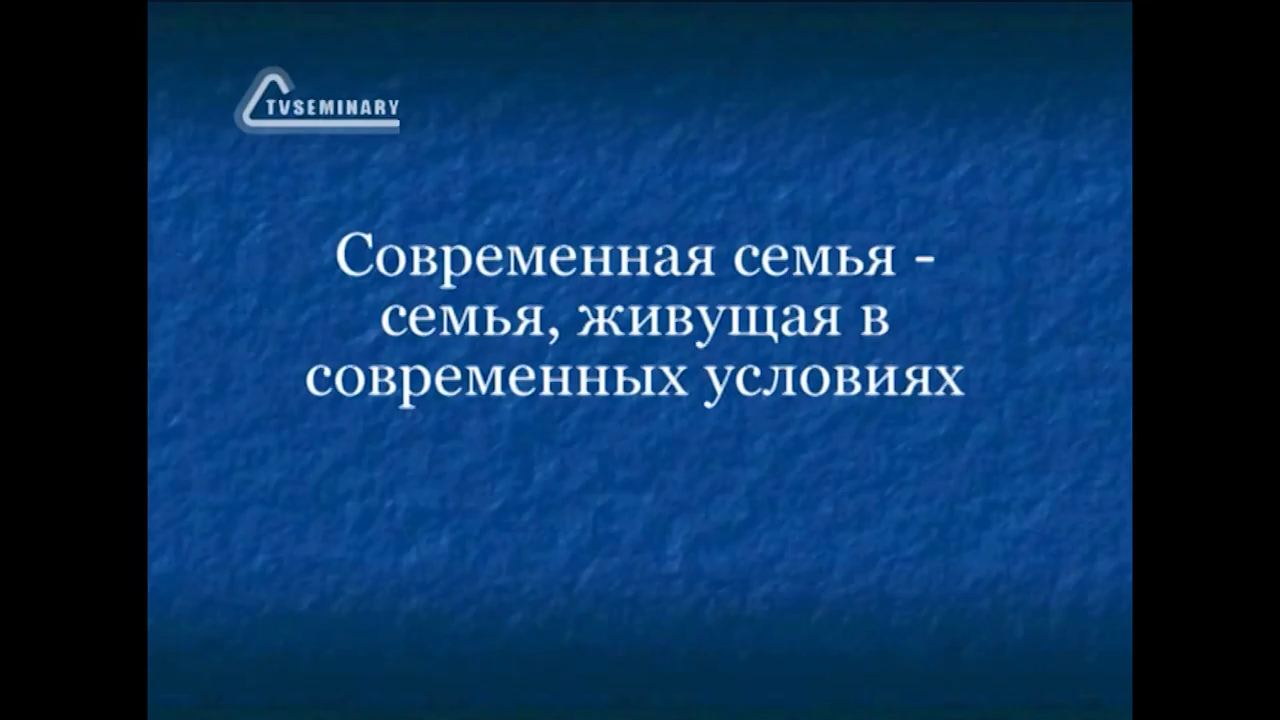 TVSEMINARY
Современная семья -
семья, живущая в
современных условиях